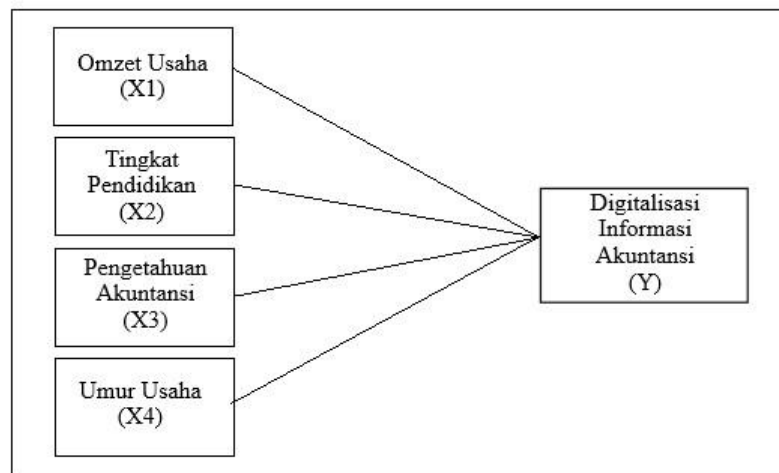 Omzet Usaha
(X1)
Tingkat
Pendidikan
(X2)
Pengetahuan
Akuntansi
(X3)
Umur Usaha
(X4)
Digitalisasi
Informasi
Akuntansi
(Y)